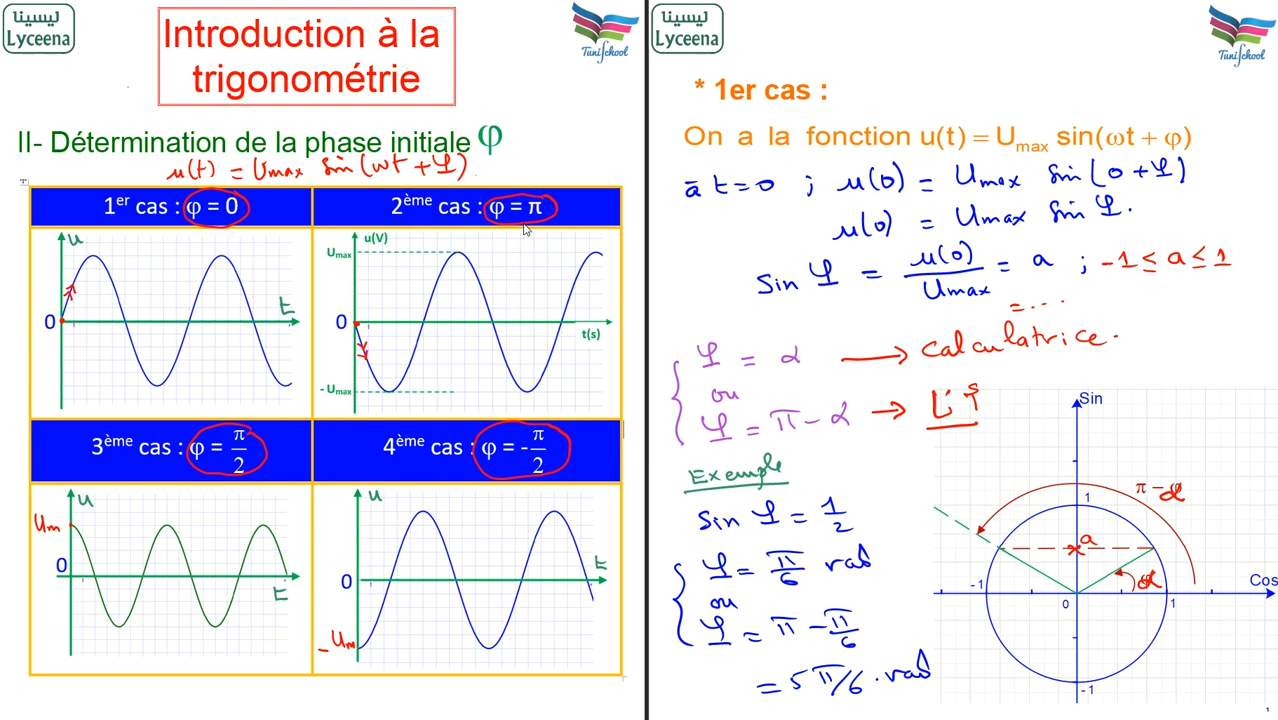 ليسينا
Lyceena
TuniSchool
Introduction à la
trigonométrie
II- Détermination de la phase initiale φ
u(t) = Umax sin(ωt + φ)
1er cas : φ = 0
2ème cas : φ = π
u
0
t
u(V)
Umax
0
t(s)
- Umax
3ème cas : φ = π/2
4ème cas : φ = - π/2
u
Um
0
t
u
0
t
- Um
ليسينا
Lyceena
TuniSchool
* 1er cas :
On a la fonction u(t) = Umax sin(ωt + φ)
à t = 0 ; u(0) = Umax sin(0 + φ)
u(0) = Umax sin φ.
sin φ = u(0)/Umax = a ; -1 ≤ a ≤ 1
= ...
φ = α → calculatrice.
ou
φ = π - α →
Exemple
sin φ = 1/2
φ = π/6 rad
ou
φ = π - π/6
= 5π/6 . rad
Sin
1
π - α
a
α
-1
0
1
Cos
-1
1